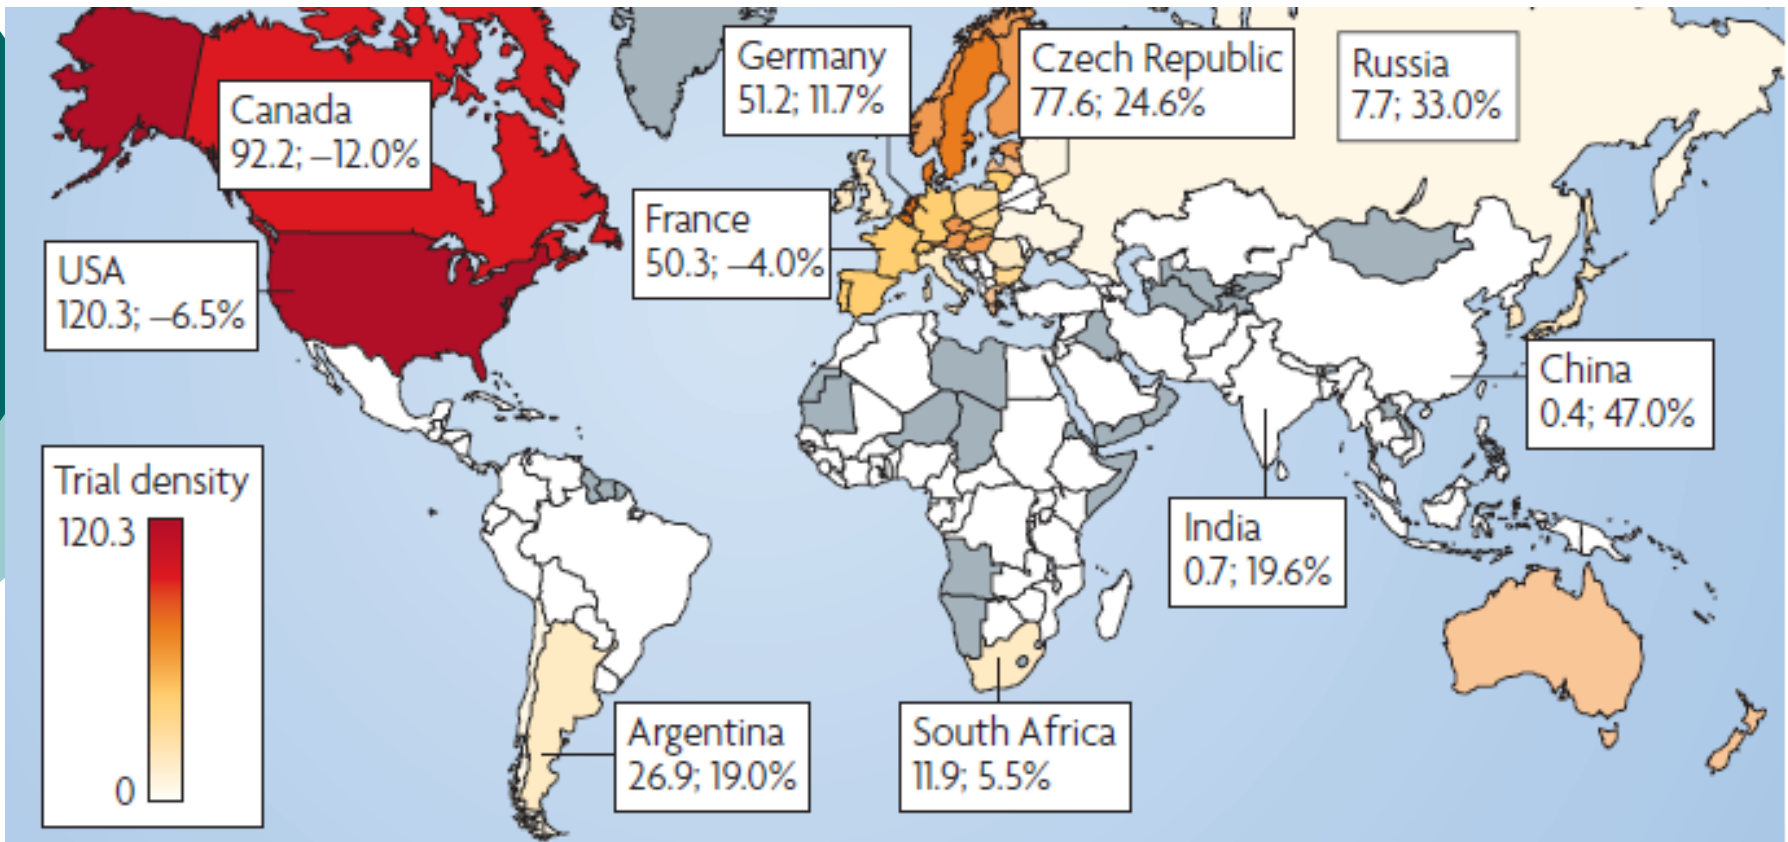 Germany
51.2; 11.7%
Czech Republic
77.6; 24.6%
Russia
7.7; 33.0%
Canada
92.2; –12.0%
France
50.3; –4.0%
USA
120.3; –6.5%
China
0.4; 47.0%
Trial density
120.3
0
India
0.7; 19.6%
Argentina
26.9; 19.0%
South Africa
11.9; 5.5%